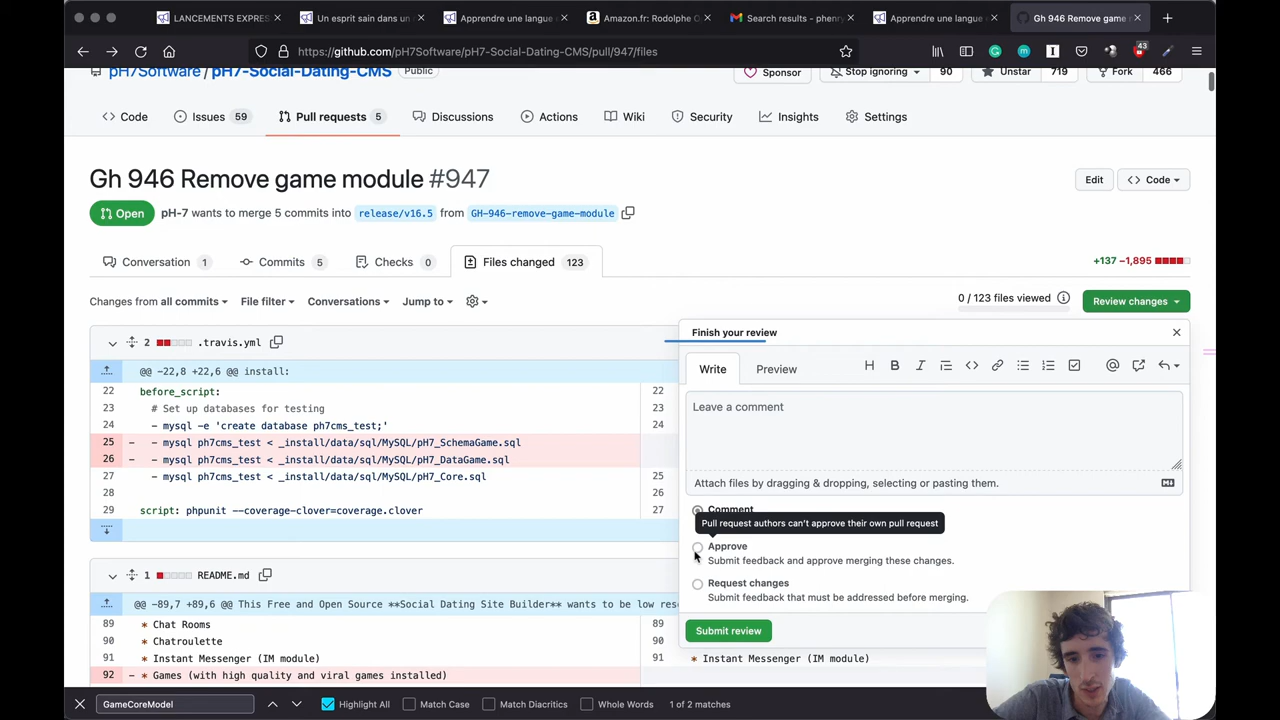 LANCEMENTS EXPRES
Un esprit sain dans un
Apprendre une langue
Amazon.fr: Rodolphe G
Search results - phenry
Apprendre une langue
Gh 946 Remove game
https://github.com/pH7Software/pH7-Social-Dating-CMS/pull/947/files
43
pH7Software / pH7-Social-Dating-CMS Public
Sponsor
Stop ignoring 90
Unstar 719
Fork 466
Code
Issues 59
Pull requests 5
Discussions
Actions
Wiki
Security
Insights
Settings
Gh 946 Remove game module #947
Edit
Code
Open pH-7 wants to merge 5 commits into release/v16.5 from GH-946-remove-game-module
Conversation 1
Commits 5
Checks 0
Files changed 123
+137 −1,895
Changes from all commits
File filter
Conversations
Jump to
0 / 123 files viewed
Review changes
2 .travis.yml
@@ -22,8 +22,6 @@ install:
22 before_script: 22
23 # Set up databases for testing 23
24 - mysql -e 'create database ph7cms_test;' 24
25 - - mysql ph7cms_test < _install/data/sql/MySQL/pH7_SchemaGame.sql
26 - - mysql ph7cms_test < _install/data/sql/MySQL/pH7_DataGame.sql
27 - mysql ph7cms_test < _install/data/sql/MySQL/pH7_Core.sql 25
28 26
29 script: phpunit --coverage-clover=coverage.clover 27
1 README.md
@@ -89,7 +89,6 @@ This Free and Open Source **Social Dating Site Builder** wants to be low res
89 * Chat Rooms 89
90 * Chatroulette 90
91 * Instant Messenger (IM module) 91 * Instant Messenger (IM module)
92 - * Games (with high quality and viral games installed)
Finish your review
Write
Preview
Leave a comment
Attach files by dragging & dropping, selecting or pasting them.
Comment
Pull request authors can't approve their own pull request
Approve
Submit feedback and approve merging these changes.
Request changes
Submit feedback that must be addressed before merging.
Submit review
GameCoreModel
Highlight All
Match Case
Match Diacritics
Whole Words
1 of 2 matches